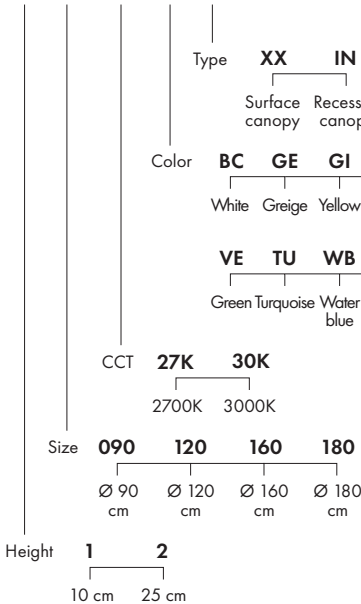 Type XX IN
Surface Recess
canopy canop
Color BC GE GI
White Greige Yellow
VE TU WB
Green Turquoise Water
blue
CCT 27K 30K
2700K 3000K
Size 090 120 160 180
Ø 90 Ø 120 Ø 160 Ø 180
cm cm cm cm
Height 1 2
10 cm 25 cm